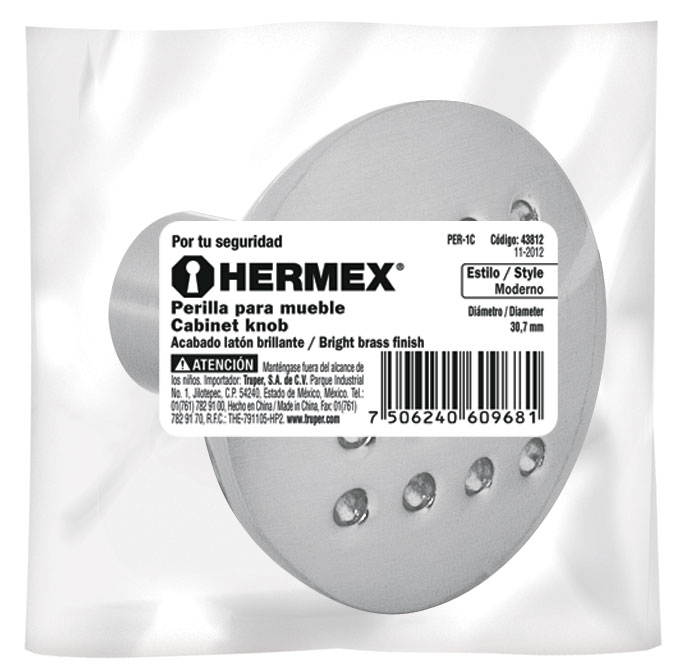 Por tu seguridad
PER-1C Código: 43812
11-2012
HERMEX®
Estilo / Style
Moderno
Perilla para mueble
Cabinet knob
Diámetro / Diameter
30,7 mm
Acabado latón brillante / Bright brass finish
ATENCIÓN Manténgase fuera del alcance de
los niños. Importador: Truper, S.A. de C.V. Parque Industrial
No. 1, Jilotepec, C.P. 54240, Estado de México, México. Tel.:
01(761) 782 91 00, Hecho en China / Made in China, Fax: 01(761)
782 91 70, R.F.C.: THE-791105-HP2. www.truper.com
7 506240 609681